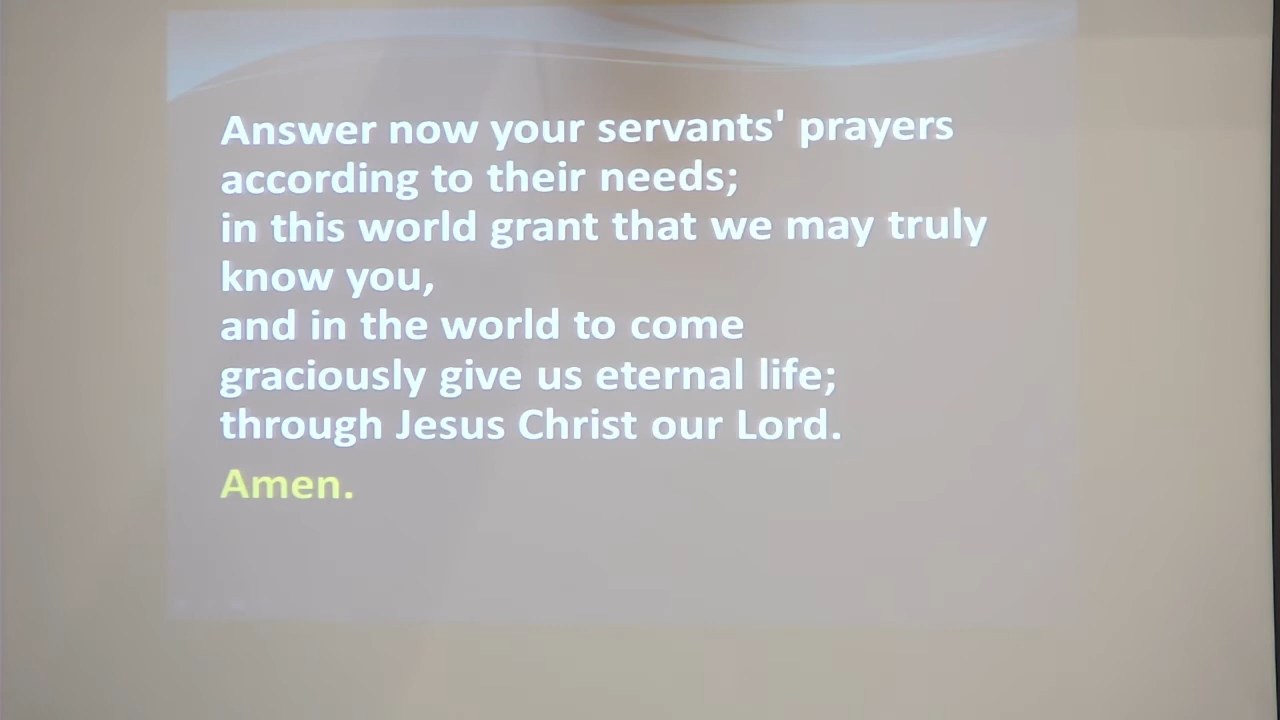 Answer now your servants' prayers
according to their needs;
in this world grant that we may truly
know you,
and in the world to come
graciously give us eternal life;
through Jesus Christ our Lord.
Amen.